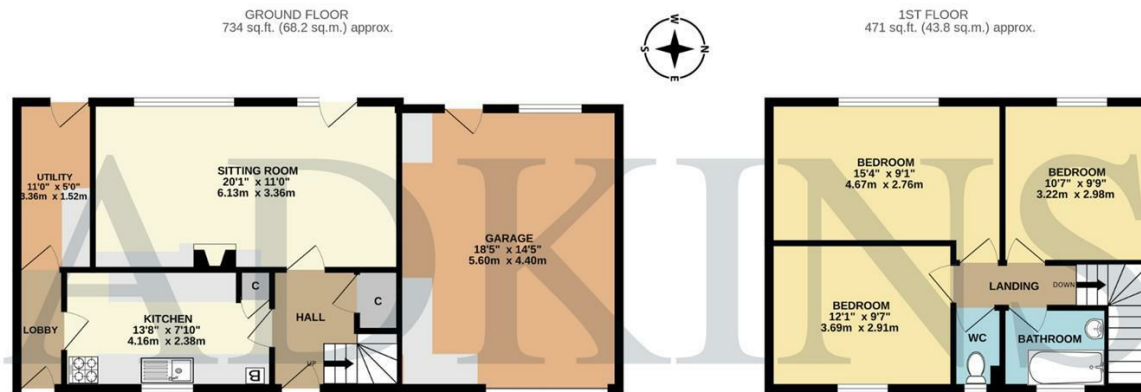 GROUND FLOOR
734 sq.ft. (68.2 sq.m.) approx.
1ST FLOOR
471 sq.ft. (43.8 sq.m.) approx.
W
S
N
E
UTILITY
11'0" x 5'0"
3.36m x 1.52m
SITTING ROOM
20'1" x 11'0"
6.13m x 3.36m
GARAGE
18'5" x 14'5"
5.60m x 4.40m
KITCHEN
13'8" x 7'10"
4.16m x 2.38m
C
C
HALL
LOBBY
UP
B
BEDROOM
15'4" x 9'1"
4.67m x 2.76m
BEDROOM
10'7" x 9'9"
3.22m x 2.98m
BEDROOM
12'1" x 9'7"
3.69m x 2.91m
LANDING
DOWN
WC
BATHROOM
ADKINS